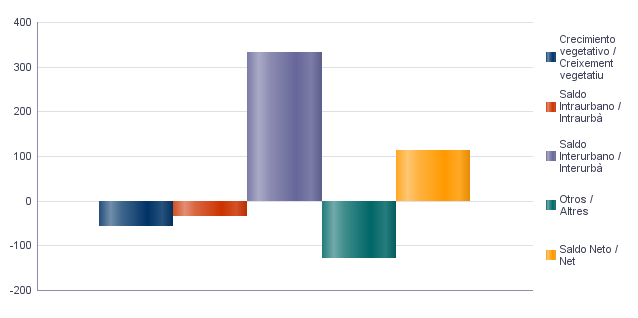 400
300
200
100
0
-100
-200
Crecimiento
vegetativo /
Creixement
vegetatiu
Saldo
Intraurbano /
Intraurbà
Saldo
Interurbano /
Interurbà
Otros /
Altres
Saldo Neto /
Net